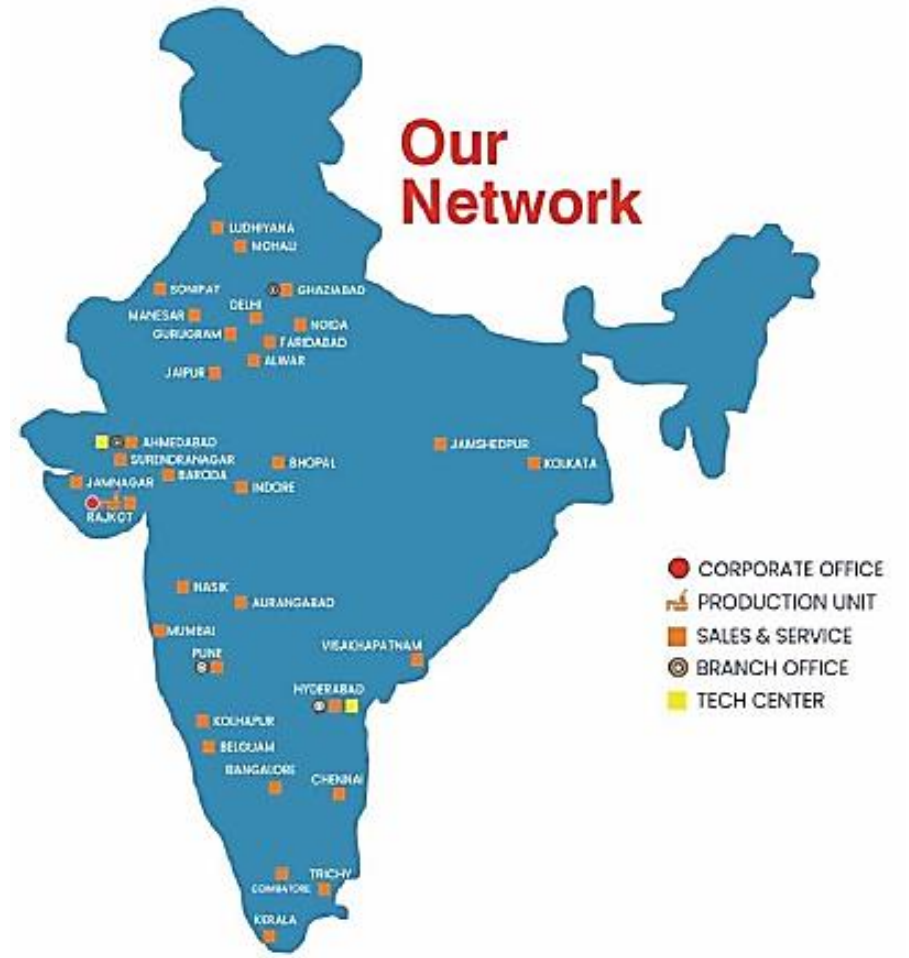 Our
Network
LUDHIYANA
MOHALI
SONIPAT
GHAZIABAD
DELHI
MANESAR
NOIDA
GURUGRAM
FARIDABAD
ALWAR
JAIPUR
AHMEDABAD
JAMSHEDPUR
SURINDRANAGAR
BHOPAL
KOLKATA
BARODA
JAMNAGAR
INDORE
RAJKOT
CORPORATE OFFICE
NASIK
PRODUCTION UNIT
AURANGABAD
MUMBAI
SALES & SERVICE
VISAKHAPATNAM
PUNE
BRANCH OFFICE
HYDERABAD
TECH CENTER
KOLHAPUR
BELGUAM
BANGALORE
CHENNAI
TRICHY
COIMBATORE
KERALA